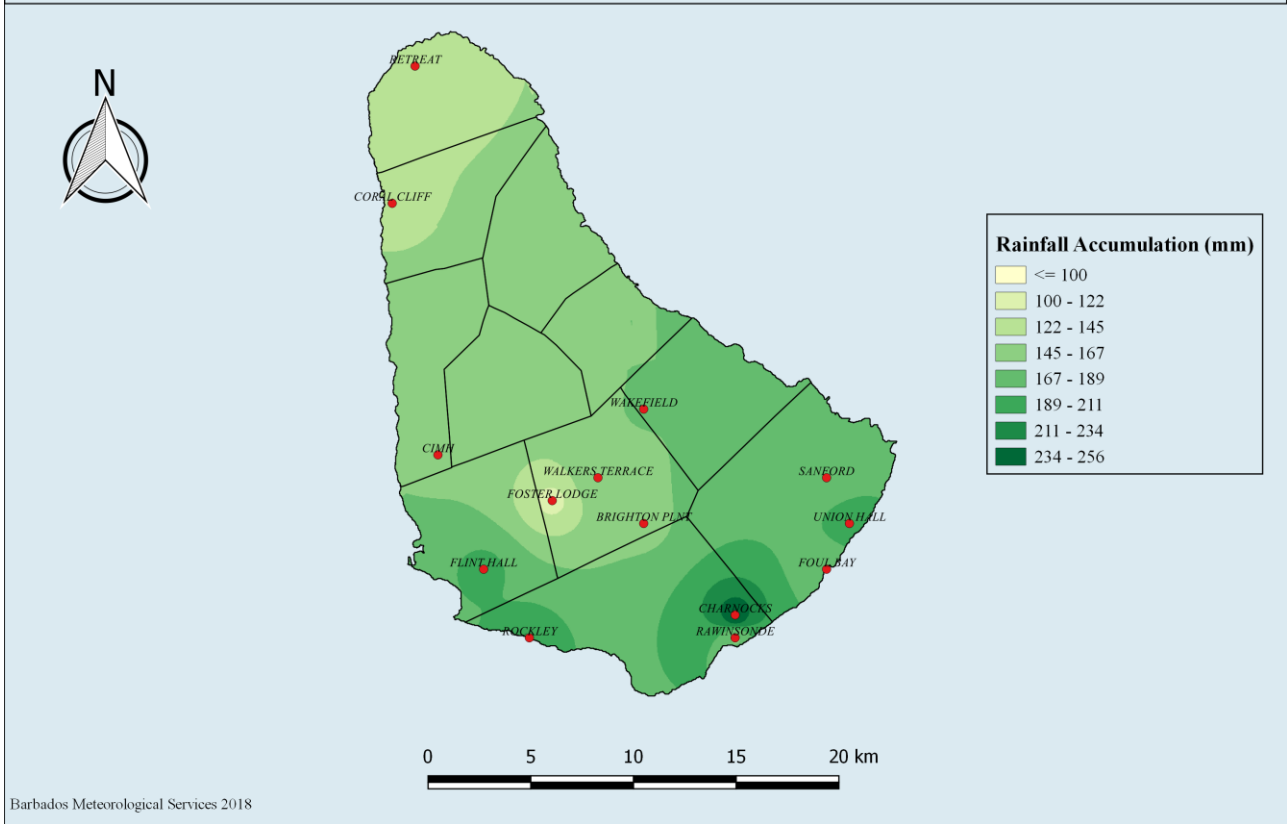 RETREAT
N
CORAL CLIFF
Rainfall Accumulation (mm)
<= 100
100 - 122
122 - 145
145 - 167
167 - 189
189 - 211
211 - 234
234 - 256
WAKEFIELD
CIMH
WALKERS TERRACE
SANFORD
FOSTER LODGE
BRIGHTON PLNT
UNION HALL
FLINT HALL
FOUL BAY
CHARNOCKS
ROCKLEY
RAWINSONDE
0 5 10 15 20 km
Barbados Meteorological Services 2018